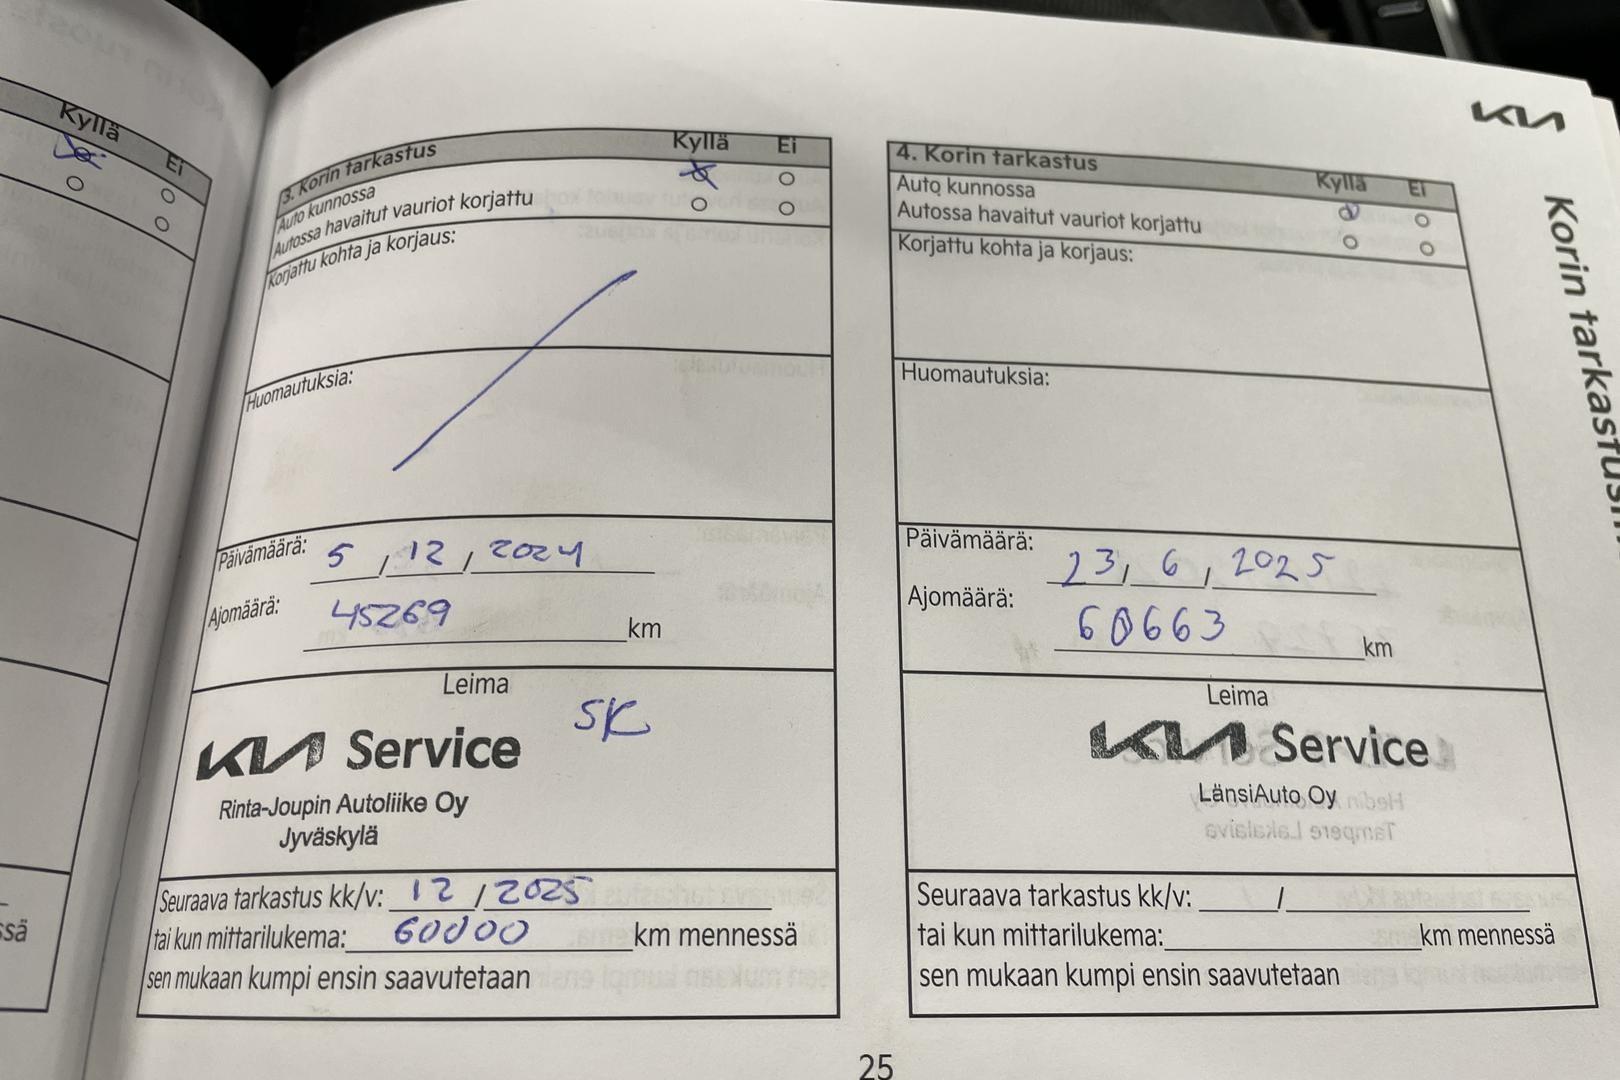 Kyllä Ei
ssä
KIA
Korin tarkastus
3. Korin tarkastus Kyllä Ei
Auto kunnossa
Autossa havaitut vauriot korjattu
Korjattu kohta ja korjaus:
Huomautuksia:
Päivämäärä: 5 / 12 / 2024
Ajomäärä: 45269 km
Leima
SK
KIA Service
Rinta-Joupin Autoliike Oy
Jyväskylä
Seuraava tarkastus kk/v: 12 / 2025
tai kun mittarilukema: 60000 km mennessä
sen mukaan kumpi ensin saavutetaan
4. Korin tarkastus Kyllä Ei
Auto kunnossa
Autossa havaitut vauriot korjattu
Korjattu kohta ja korjaus:
Huomautuksia:
Päivämäärä: 23 / 6 / 2025
Ajomäärä: 60663 km
Leima
KIA Service
LänsiAuto Oy
Seuraava tarkastus kk/v: /
tai kun mittarilukema: km mennessä
sen mukaan kumpi ensin saavutetaan
25